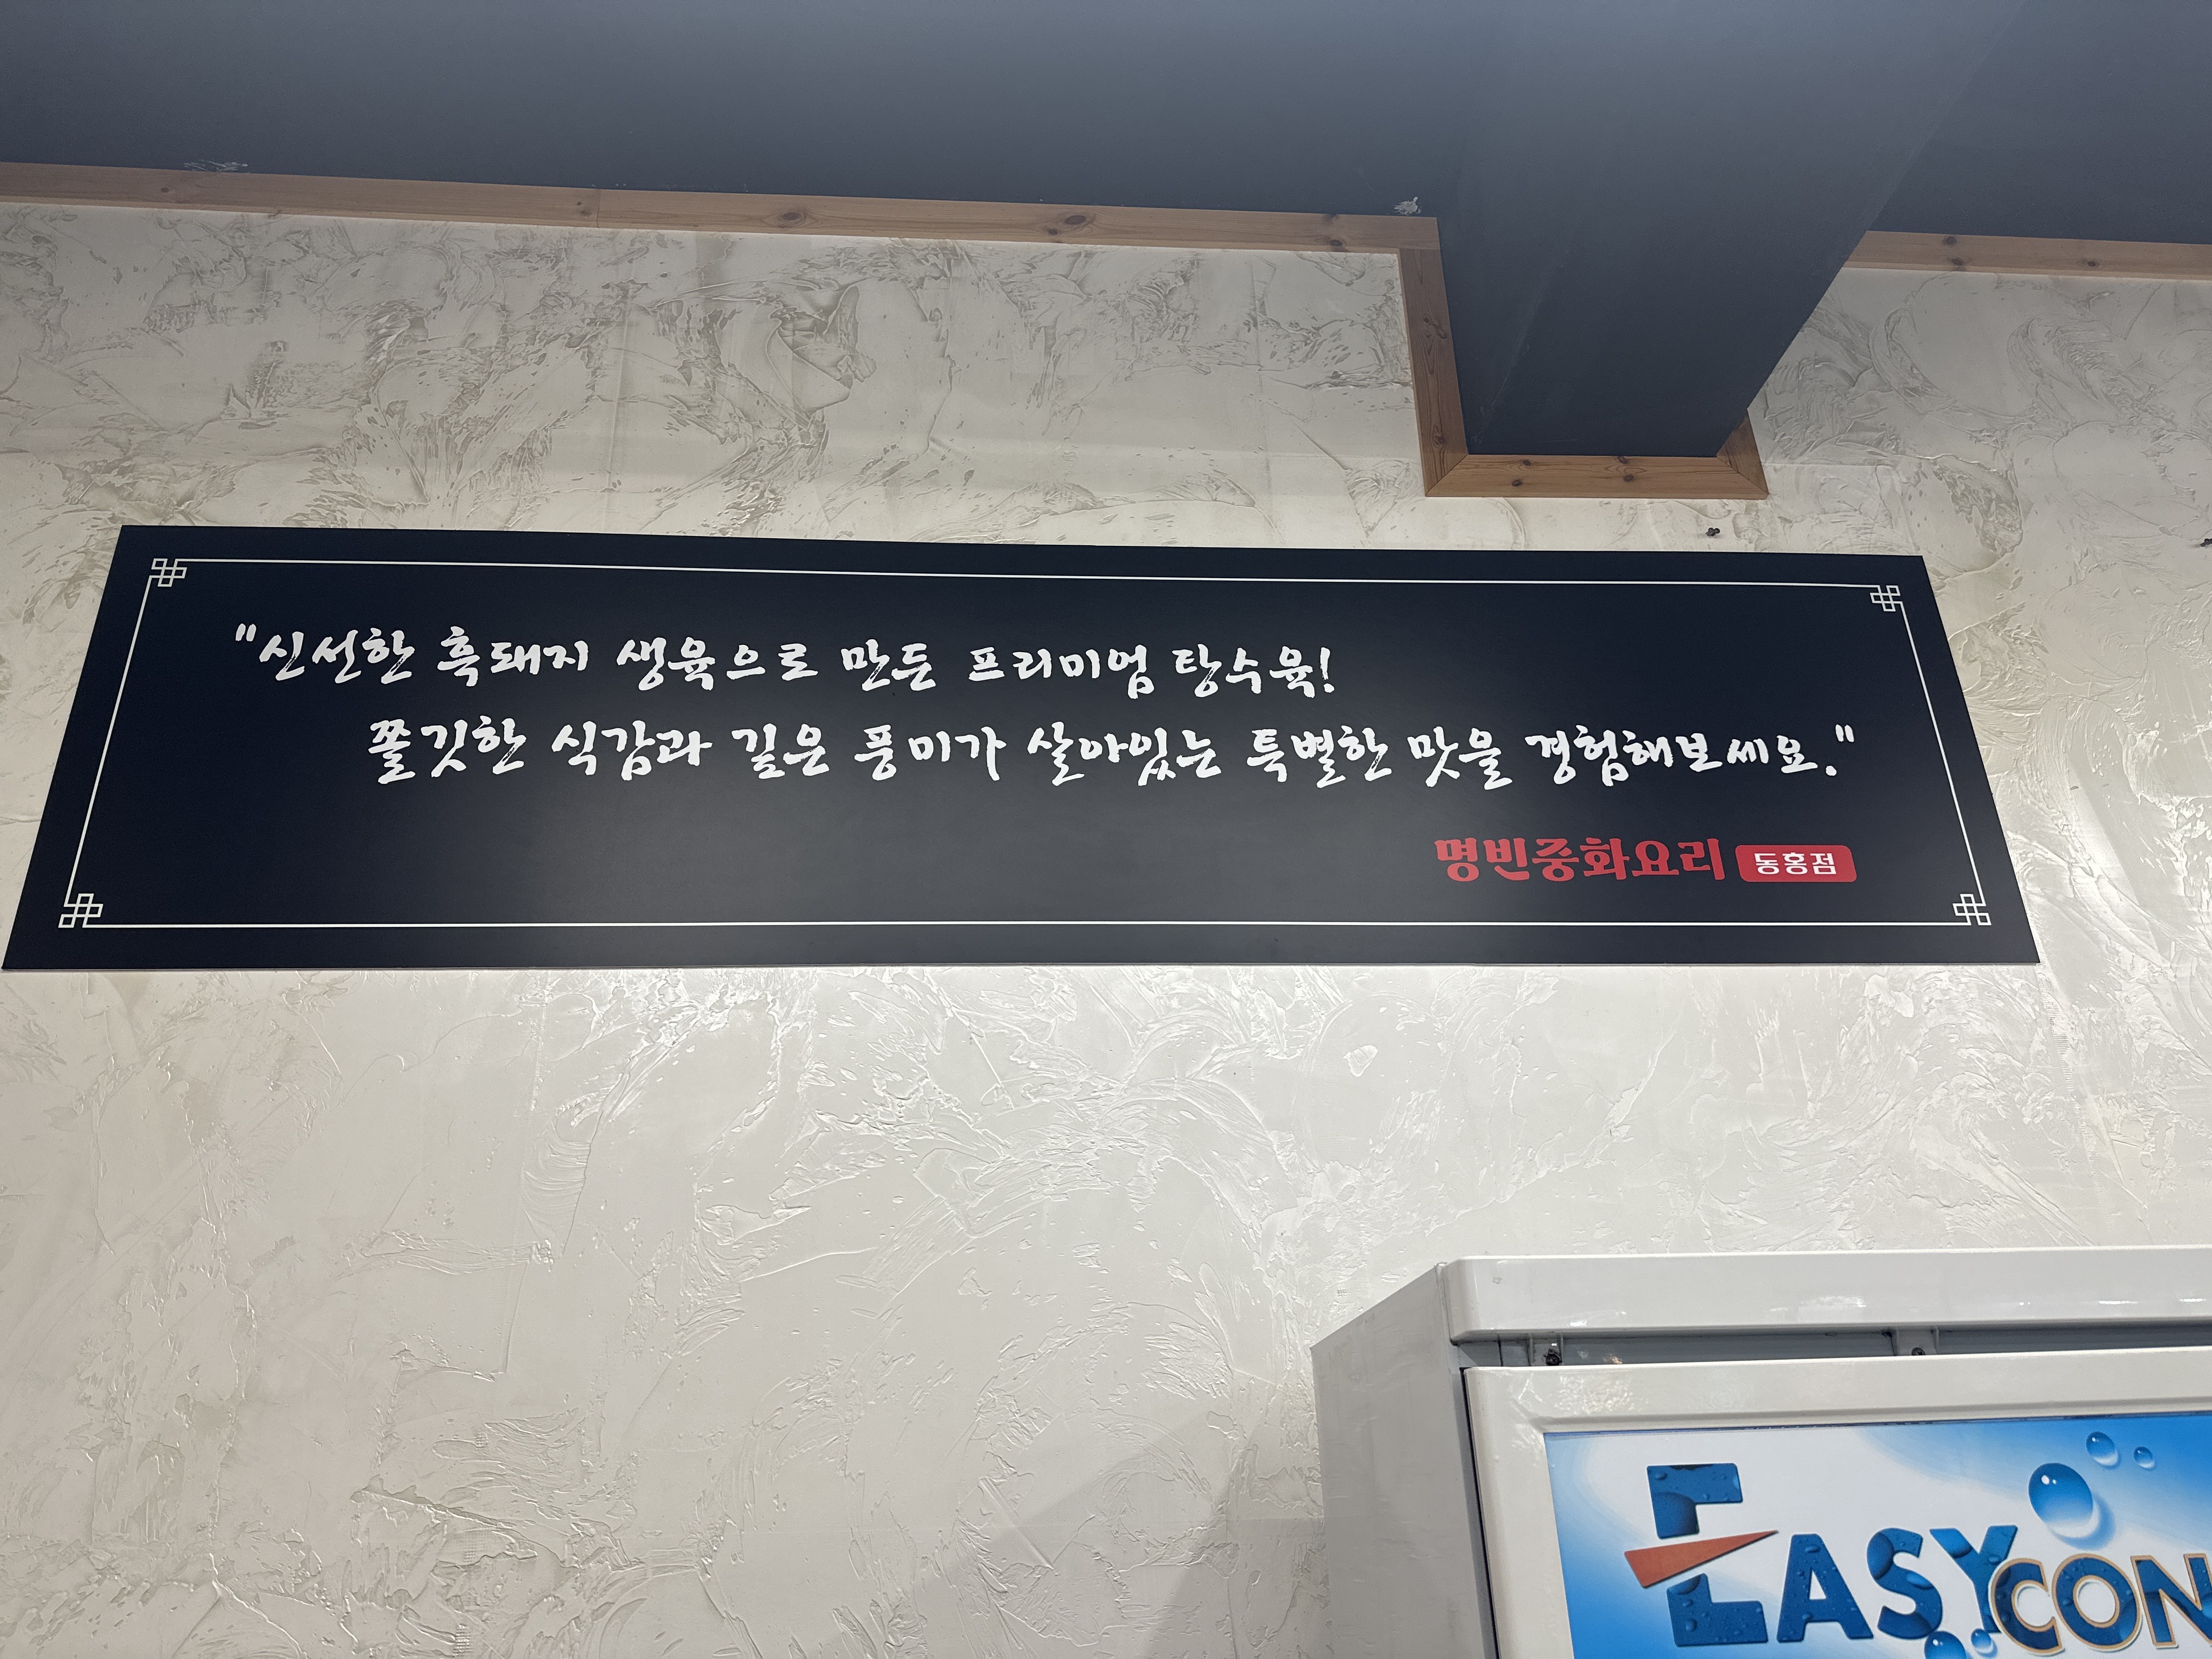 "신선한 흑돼지 생육으로 만든 프리미엄 탕수육!
쫄깃한 식감과 깊은 풍미가 살아있는 특별한 맛을 경험해보세요."
명빈중화요리 동홍점
EASYCON